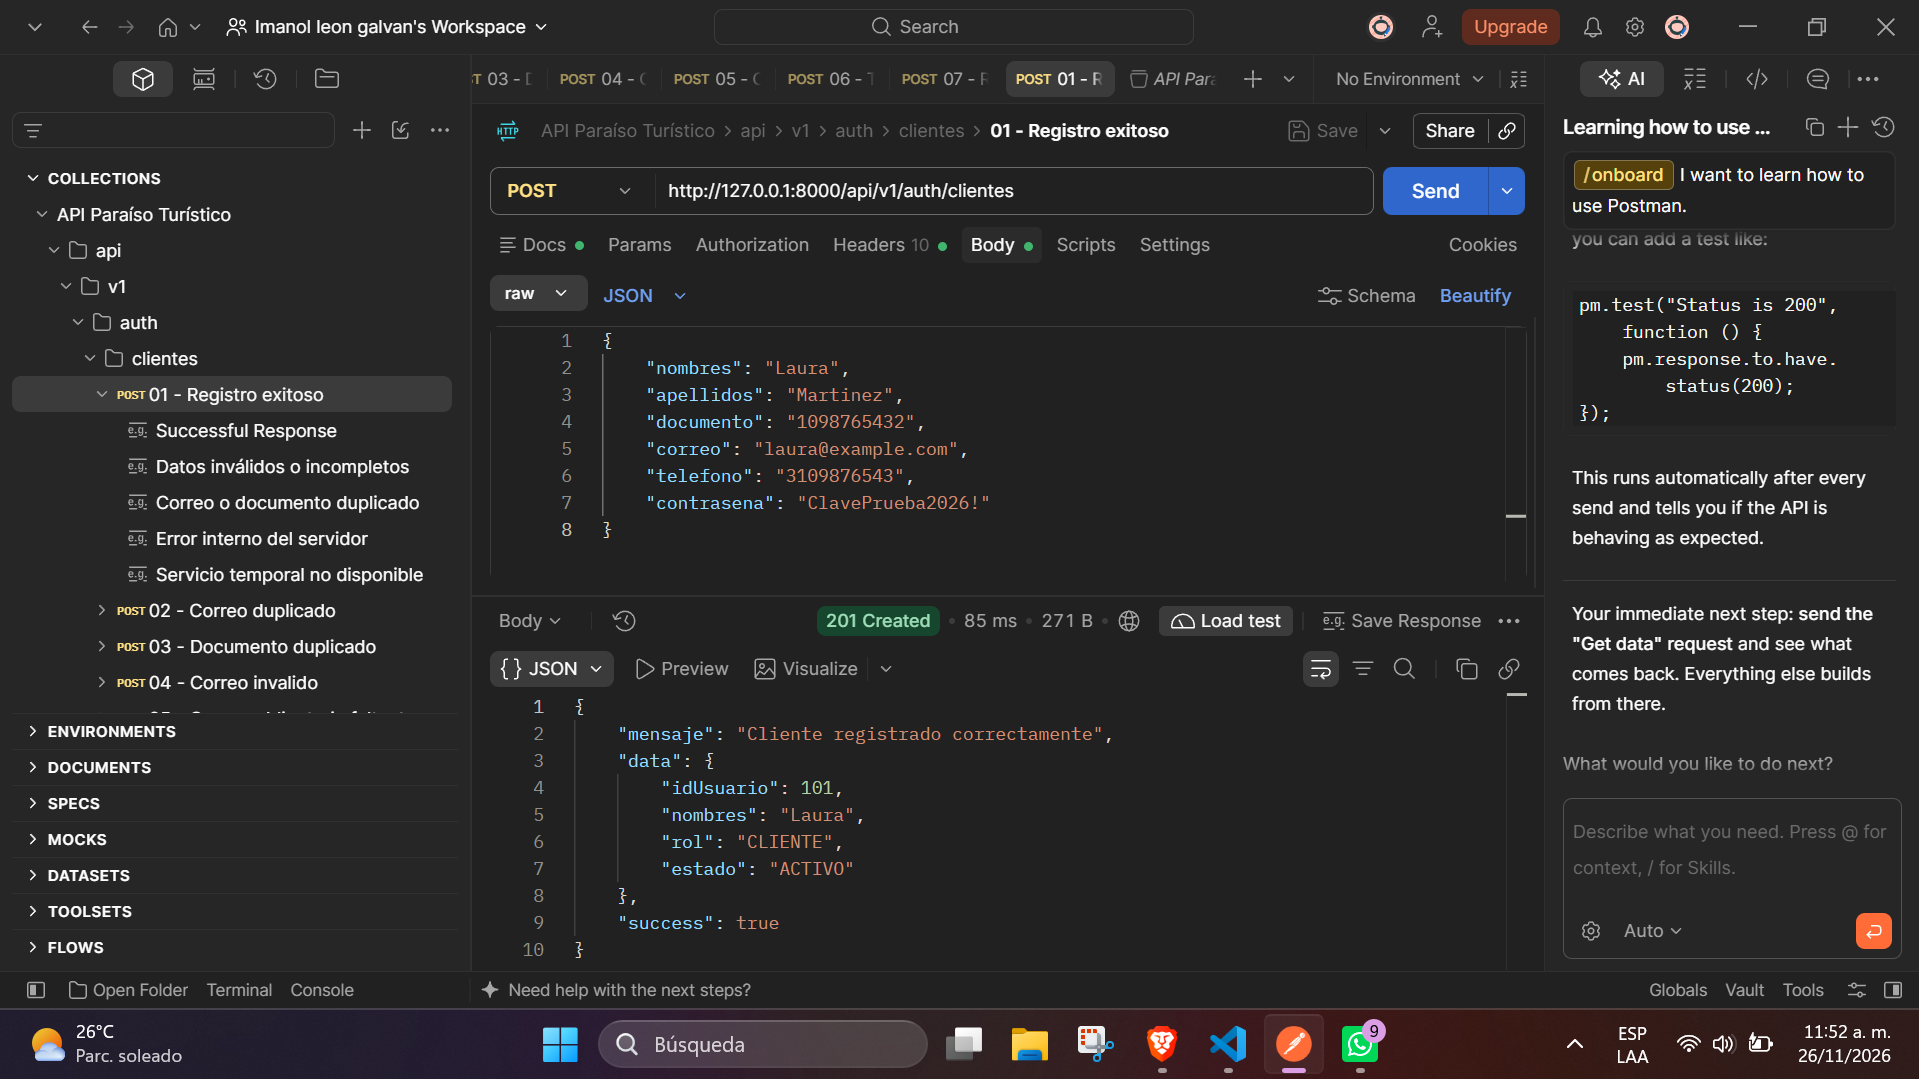 Imanol leon galvan's Workspace
Search
Upgrade
COLLECTIONS
API Paraíso Turístico
api
v1
auth
clientes
POST 01 - Registro exitoso
e.g. Successful Response
e.g. Datos inválidos o incompletos
e.g. Correo o documento duplicado
e.g. Error interno del servidor
e.g. Servicio temporal no disponible
POST 02 - Correo duplicado
POST 03 - Documento duplicado
POST 04 - Correo invalido
ENVIRONMENTS
DOCUMENTS
SPECS
MOCKS
DATASETS
TOOLSETS
FLOWS
03 -
POST 04 -
POST 05 -
POST 06 -
POST 07 -
POST 01 -
API Par
No Environment
HTTP API Paraíso Turístico > api > v1 > auth > clientes > 01 - Registro exitoso
Save
Share
POST
http://127.0.0.1:8000/api/v1/auth/clientes
Send
Docs
Params
Authorization
Headers 10
Body
Scripts
Settings
Cookies
raw
JSON
Schema
Beautify
1 {
2 "nombres": "Laura",
3 "apellidos": "Martinez",
4 "documento": "1098765432",
5 "correo": "laura@example.com",
6 "telefono": "3109876543",
7 "contrasena": "ClavePrueba2026!"
8 }
Body
201 Created • 85 ms • 271 B
Load test
e.g. Save Response
{} JSON
Preview
Visualize
1 {
2 "mensaje": "Cliente registrado correctamente",
3 "data": {
4 "idUsuario": 101,
5 "nombres": "Laura",
6 "rol": "CLIENTE",
7 "estado": "ACTIVO"
8 },
9 "success": true
10 }
AI
Learning how to use ...
/onboard I want to learn how to
use Postman.
you can add a test like:
pm.test("Status is 200",
function () {
pm.response.to.have.
status(200);
});
This runs automatically after every
send and tells you if the API is
behaving as expected.
Your immediate next step: send the
"Get data" request and see what
comes back. Everything else builds
from there.
What would you like to do next?
Describe what you need. Press @ for
context, / for Skills.
Auto
Open Folder
Terminal
Console
Need help with the next steps?
Globals
Vault
Tools
26°C
Parc. soleado
Búsqueda
9
ESP
LAA
11:52 a. m.
26/11/2026